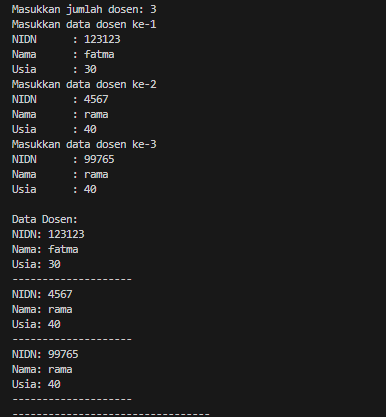 Masukkan jumlah dosen: 3
Masukkan data dosen ke-1
NIDN      : 123123
Nama      : fatma
Usia      : 30
Masukkan data dosen ke-2
NIDN      : 4567
Nama      : rama
Usia      : 40
Masukkan data dosen ke-3
NIDN      : 99765
Nama      : rama
Usia      : 40

Data Dosen:
NIDN: 123123
Nama: fatma
Usia: 30
--------------------
NIDN: 4567
Nama: rama
Usia: 40
--------------------
NIDN: 99765
Nama: rama
Usia: 40
--------------------
---------------------------------